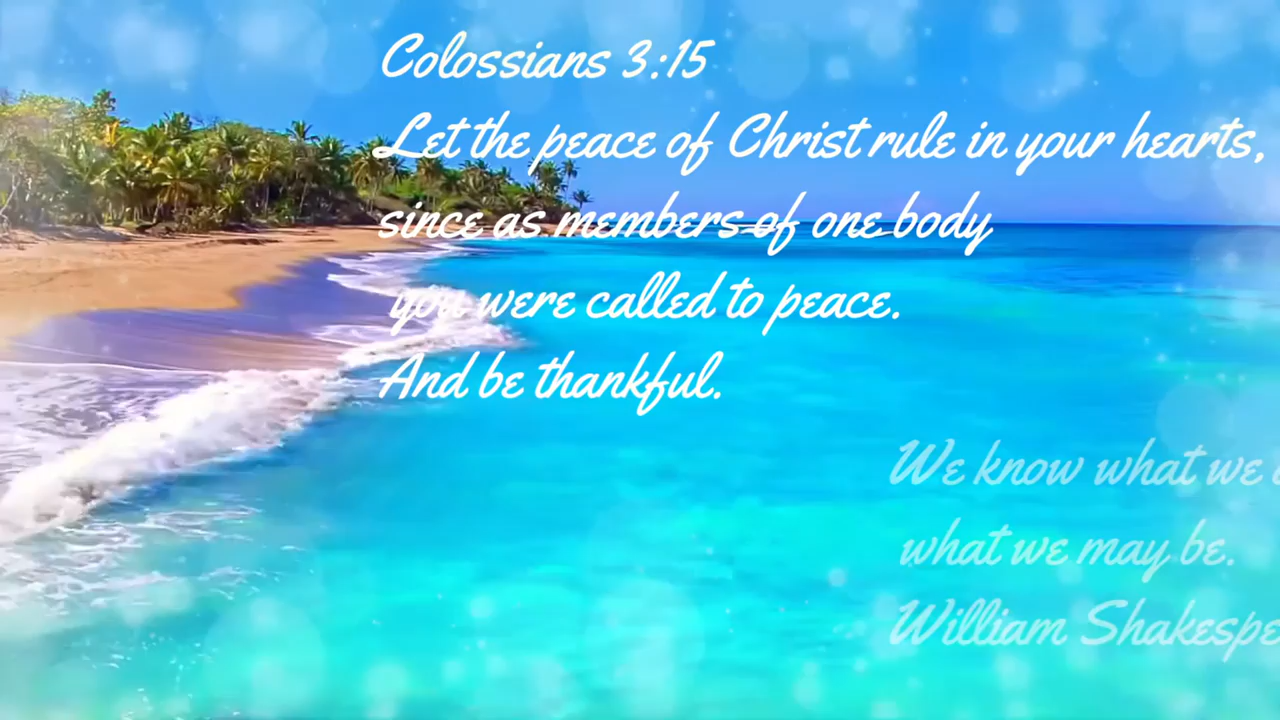 Colossians 3:15
Let the peace of Christ rule in your hearts,
since as members of one body
you were called to peace.
And be thankful.
We know what we
what we may be.
William